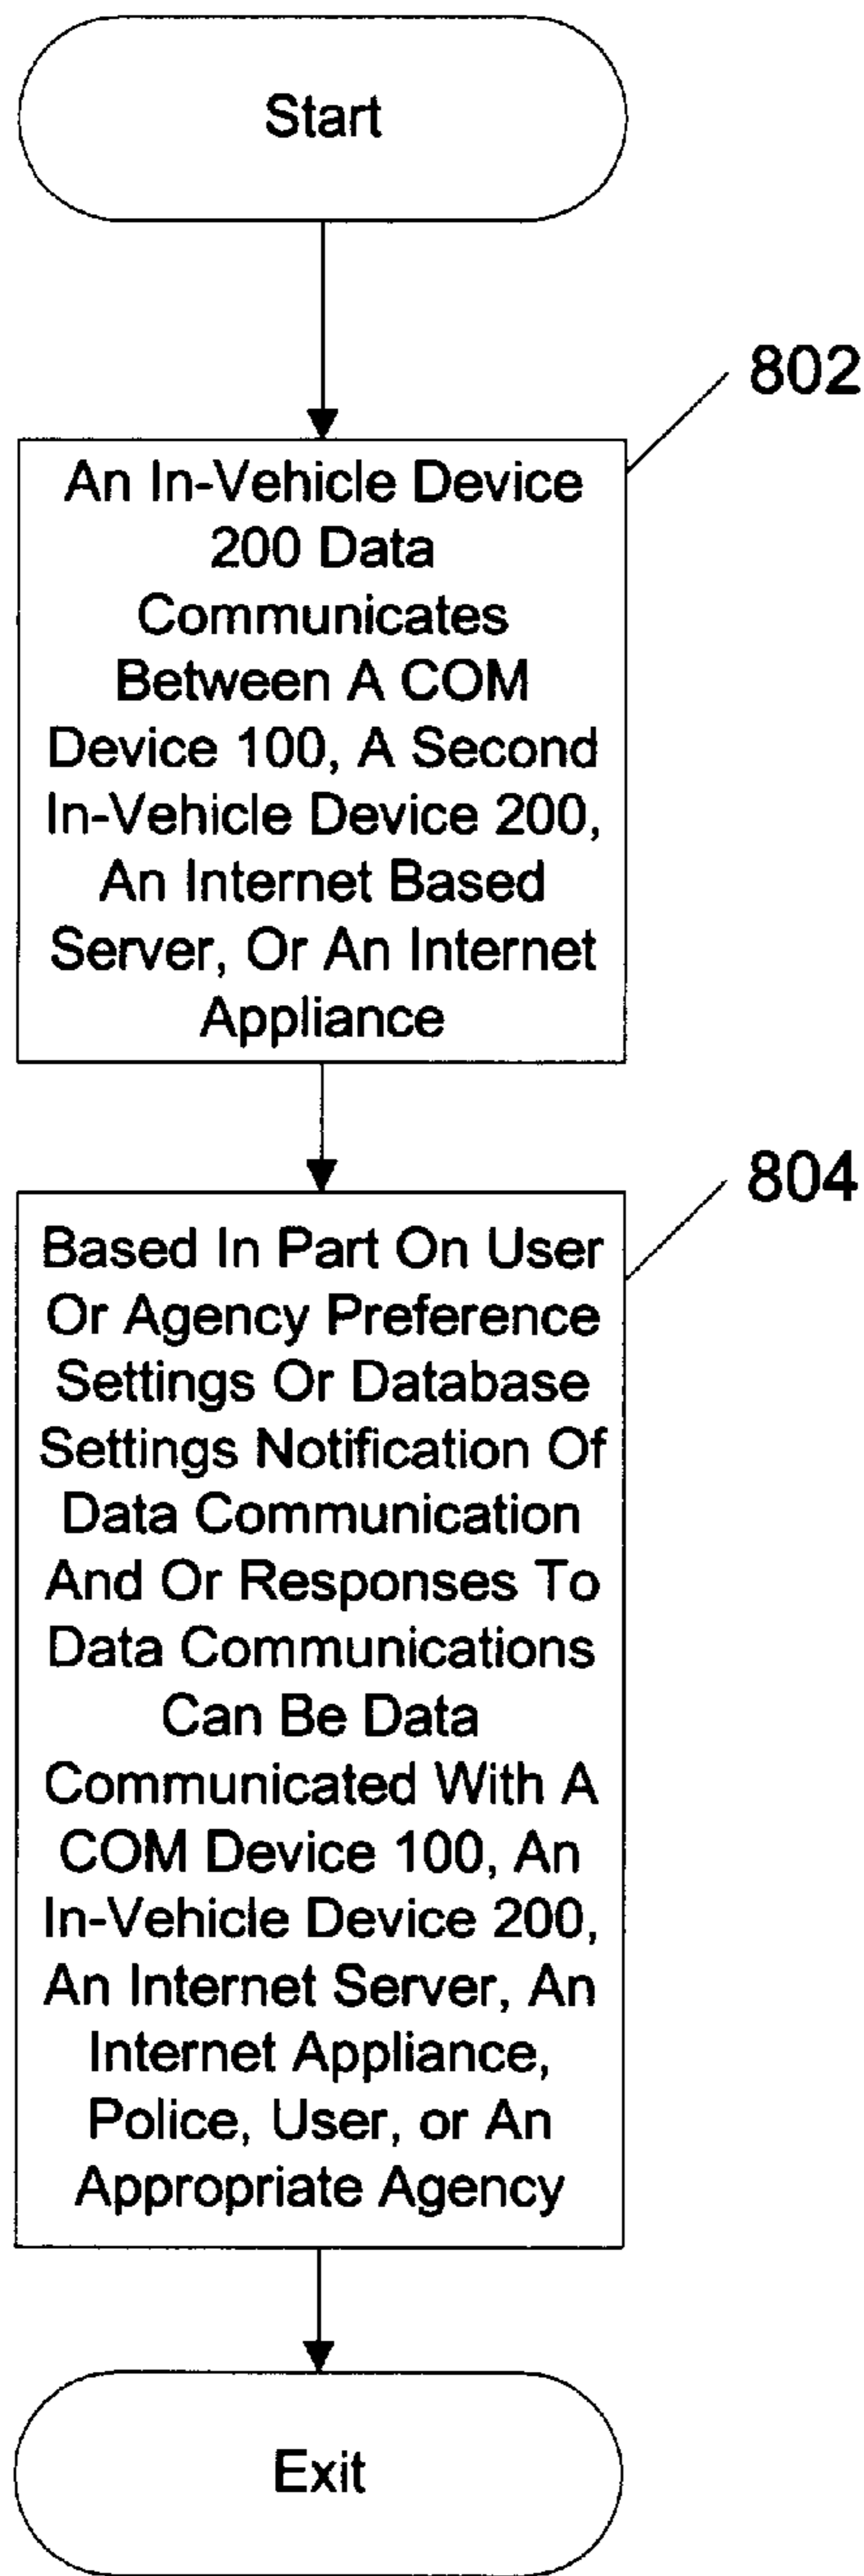 Start
802
An In-Vehicle Device
200 Data
Communicates
Between A COM
Device 100, A Second
In-Vehicle Device 200,
An Internet Based
Server, Or An Internet
Appliance
804
Based In Part On User
Or Agency Preference
Settings Or Database
Settings Notification Of
Data Communication
And Or Responses To
Data Communications
Can Be Data
Communicated With A
COM Device 100, An
In-Vehicle Device 200,
An Internet Server, An
Internet Appliance,
Police, User, or An
Appropriate Agency
Exit